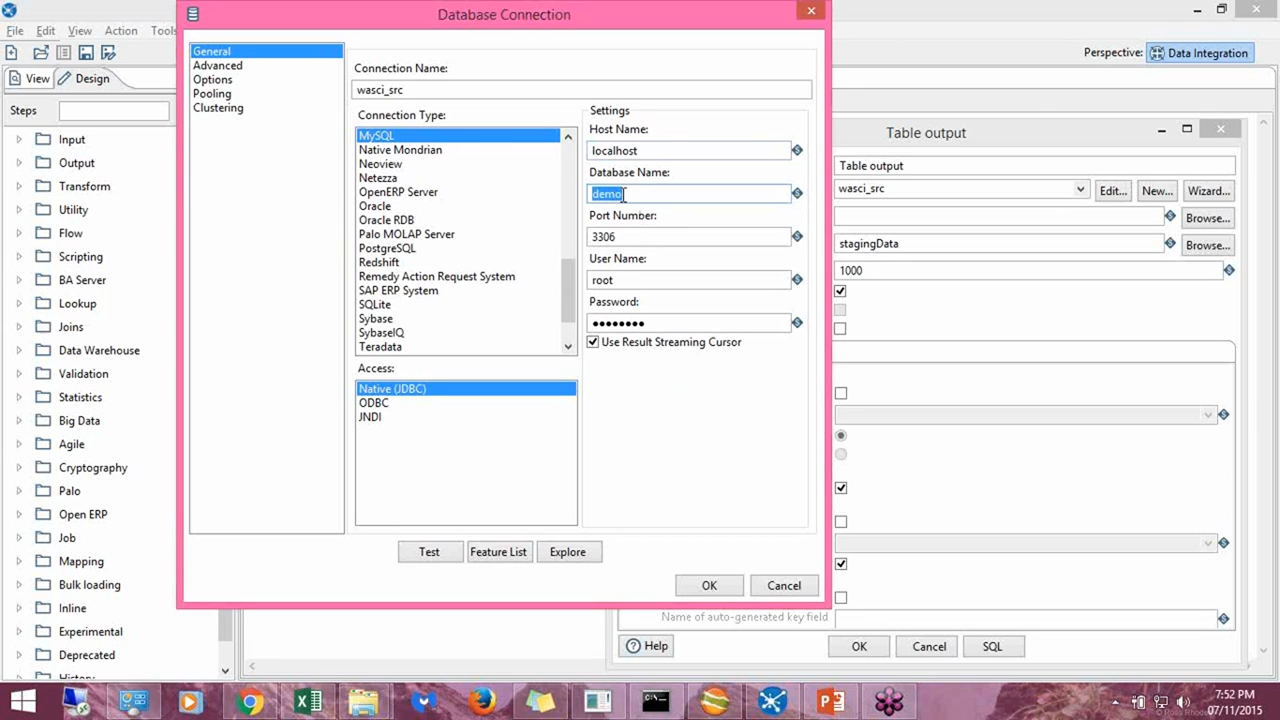 Database Connection
File Edit View Action Tools
Perspective: Data Integration
View Design
Steps
Input
Output
Transform
Utility
Flow
Scripting
BA Server
Lookup
Joins
Data Warehouse
Validation
Statistics
Big Data
Agile
Cryptography
Palo
Open ERP
Job
Mapping
Bulk loading
Inline
Experimental
Deprecated
History
General
Advanced
Options
Pooling
Clustering
Connection Name:
wasci_src
Connection Type:
MySQL
Native Mondrian
Neoview
Netezza
OpenERP Server
Oracle
Oracle RDB
Palo MOLAP Server
PostgreSQL
Redshift
Remedy Action Request System
SAP ERP System
SQLite
Sybase
SybaseIQ
Teradata
Access:
Native (JDBC)
ODBC
JNDI
Settings
Host Name:
localhost
Database Name:
demo
Port Number:
3306
User Name:
root
Password:
●●●●●●●●
Use Result Streaming Cursor
Test Feature List Explore
OK Cancel
Table output
Table output
wasci_src Edit... New... Wizard...
Browse...
stagingData Browse...
1000
Name of auto-generated key field
Help OK Cancel SQL
7:52 PM
07/11/2015